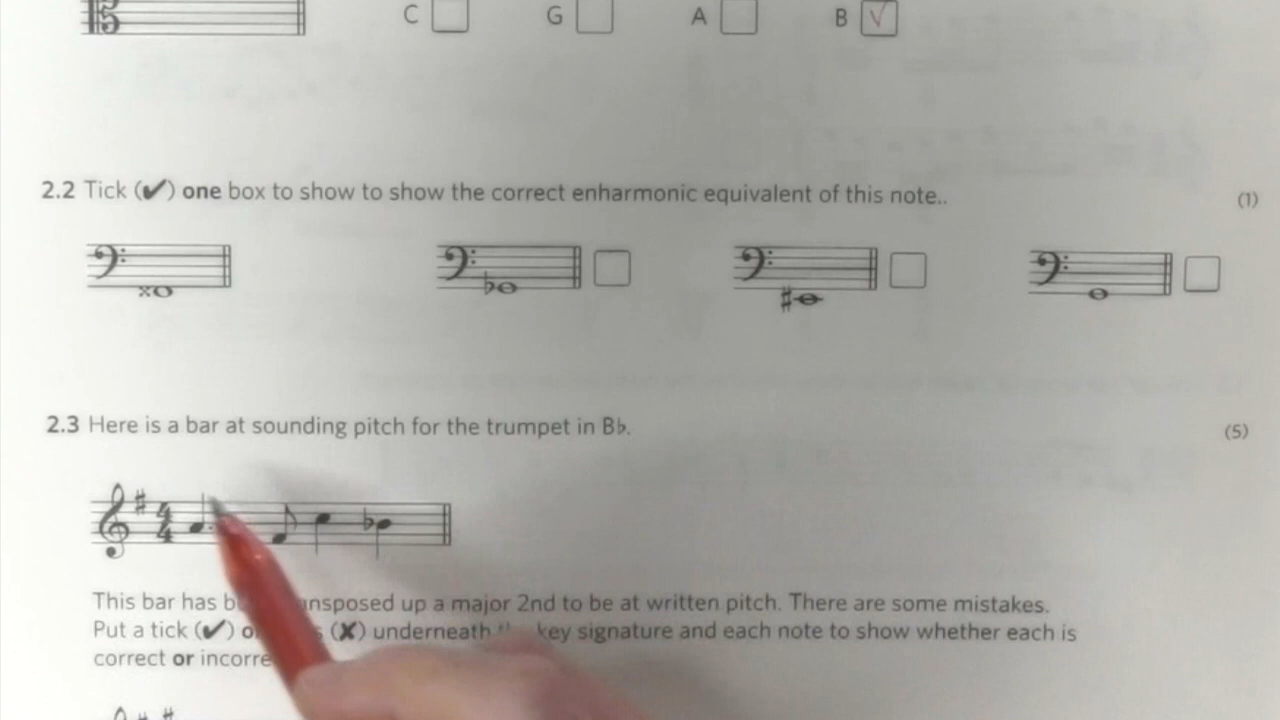 C G A B
2.2 Tick (✔) one box to show to show the correct enharmonic equivalent of this note.. (1)
2.3 Here is a bar at sounding pitch for the trumpet in B♭. (5)
4
4
This bar has up a major 2nd to be at written pitch. There are some mistakes.
Put a tick (✔) (✘) underneath key signature and each note to show whether each is
correct or